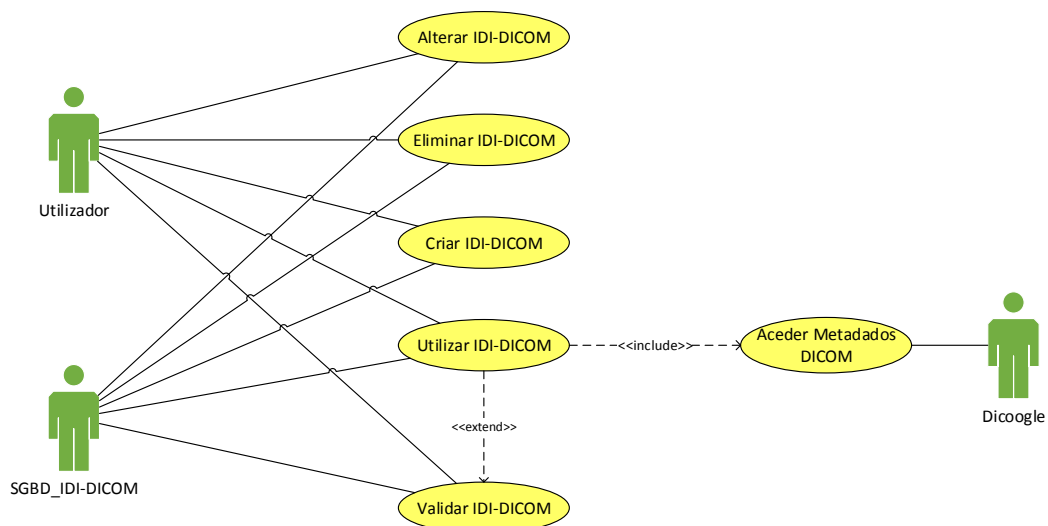 Alterar IDI-DICOM
Eliminar IDI-DICOM
Utilizador
Criar IDI-DICOM
Utilizar IDI-DICOM
<<include>>
Aceder Metadados
DICOM
Dicoogle
<<extend>>
SGBD_IDI-DICOM
Validar IDI-DICOM